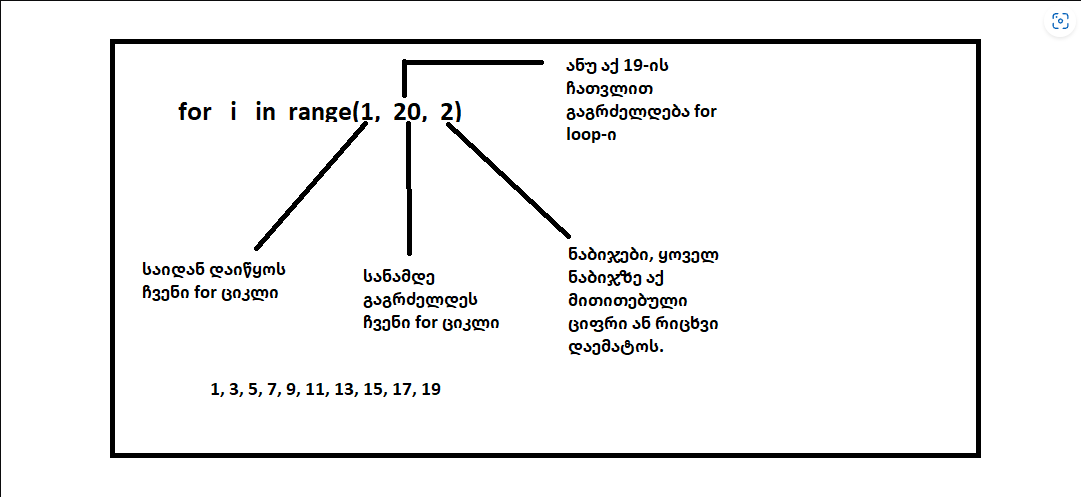 ანუ აქ 19-ის
ჩათვლით
გაგრძელდება for
loop-ი
for i in range(1, 20, 2)
საიდან დაიწყოს
ჩვენი for ციკლი
სანამდე
გაგრძელდეს
ჩვენი for ციკლი
ნაბიჯები, ყოველ
ნაბიჯზე აქ
მითითებული
ციფრი ან რიცხვი
დაემატოს.
1, 3, 5, 7, 9, 11, 13, 15, 17, 19